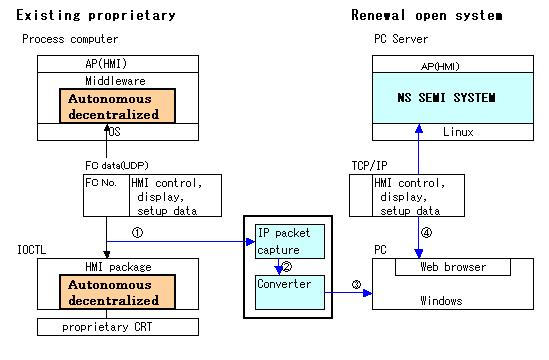 Existing proprietary
Renewal open system
Process computer
PC Server
AP(HMI)
Middleware
Autonomous
decentralized
OS
AP(HMI)
NS SEMI SYSTEM
Linux
FC data(UDP)
FC No.
HMI control,
display,
setup data
TCP/IP
HMI control,
display,
setup data
①
④
IOCTL
HMI package
Autonomous
decentralized
proprietary CRT
IP packet
capture
②
Converter
③
PC
Web browser
Windows